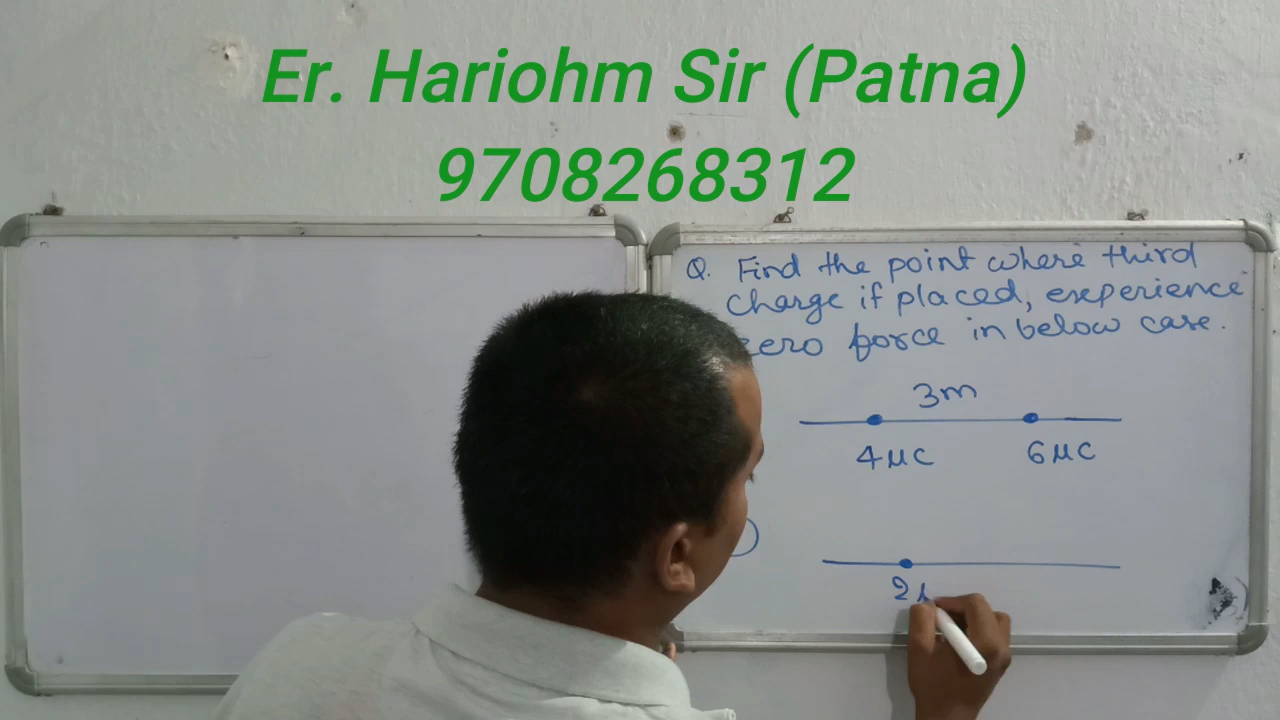 Er. Hariohm Sir (Patna)
9708268312
Q. Find the point where third
charge if placed, experience
zero force in below case.
3m
4μC 6μC
2